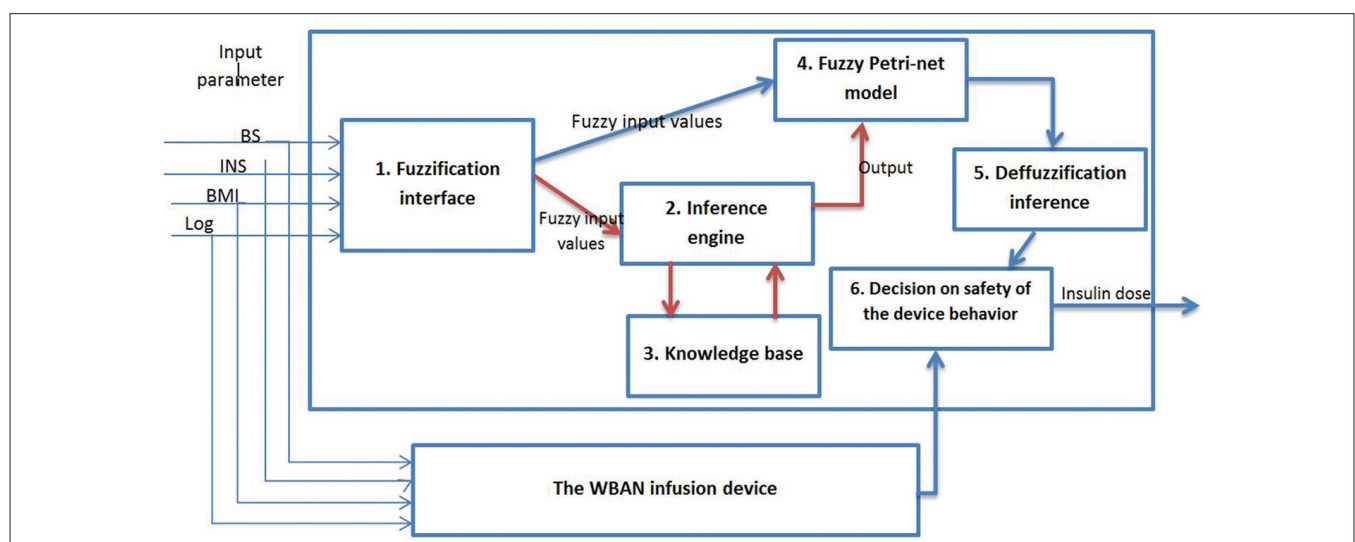 Input
parameter
BS
INS
BMI
Log
1. Fuzzification
interface
Fuzzy input values
Fuzzy input
values
2. Inference
engine
3. Knowledge base
4. Fuzzy Petri-net
model
Output
5. Deffuzzification
inference
6. Decision on safety of
the device behavior
Insulin dose
The WBAN infusion device